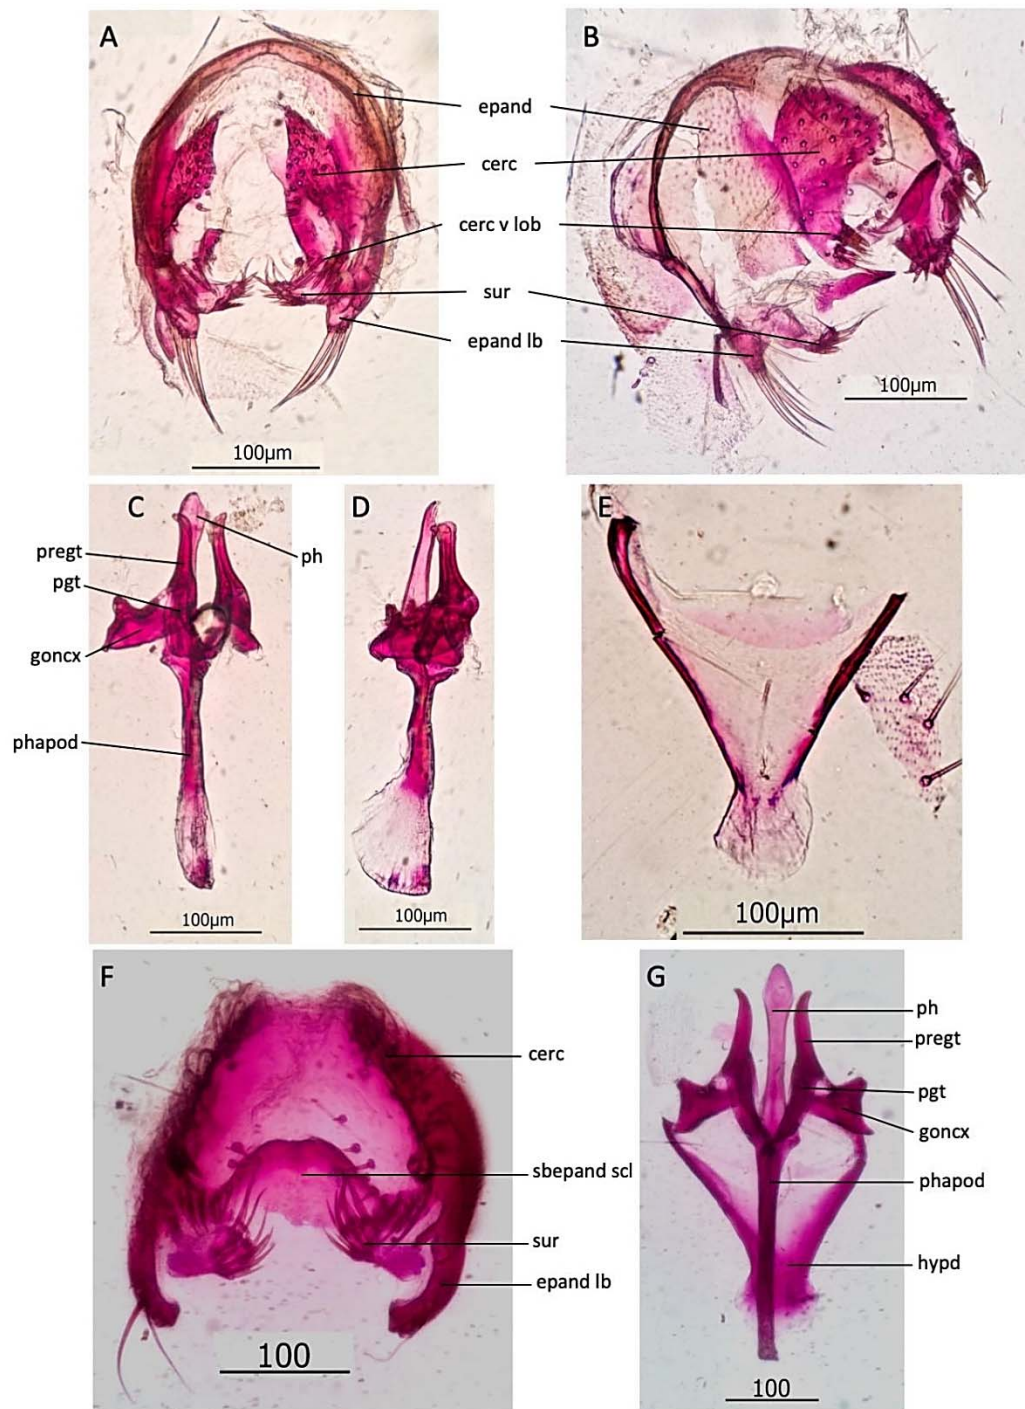 A
B
epand
cerc
cerc v lob
sur
epand lb
100µm
100µm
C
D
E
pregt
ph
pgt
goncx
phapod
100µm
100µm
100µm
F
G
cerc
sbepand scl
sur
epand lb
100
ph
pregt
pgt
goncx
phapod
hypd
100